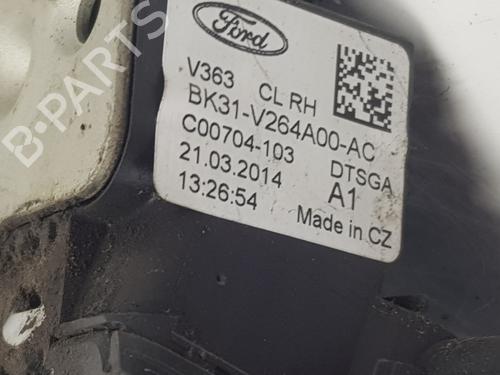 Ford
V363 CL RH
BK31-V264A00-AC
C00704-103 DTSGA
21.03.2014 A1
13:26:54 Made in CZ
B-PARTS